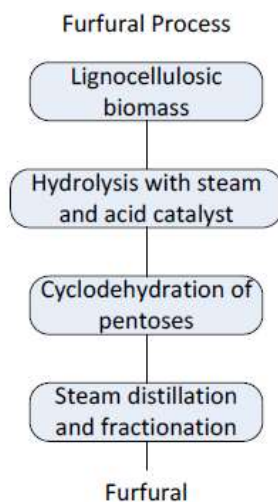 Furfural Process
Lignocellulosic
biomass
Hydrolysis with steam
and acid catalyst
Cyclodehydration of
pentoses
Steam distillation
and fractionation
Furfural